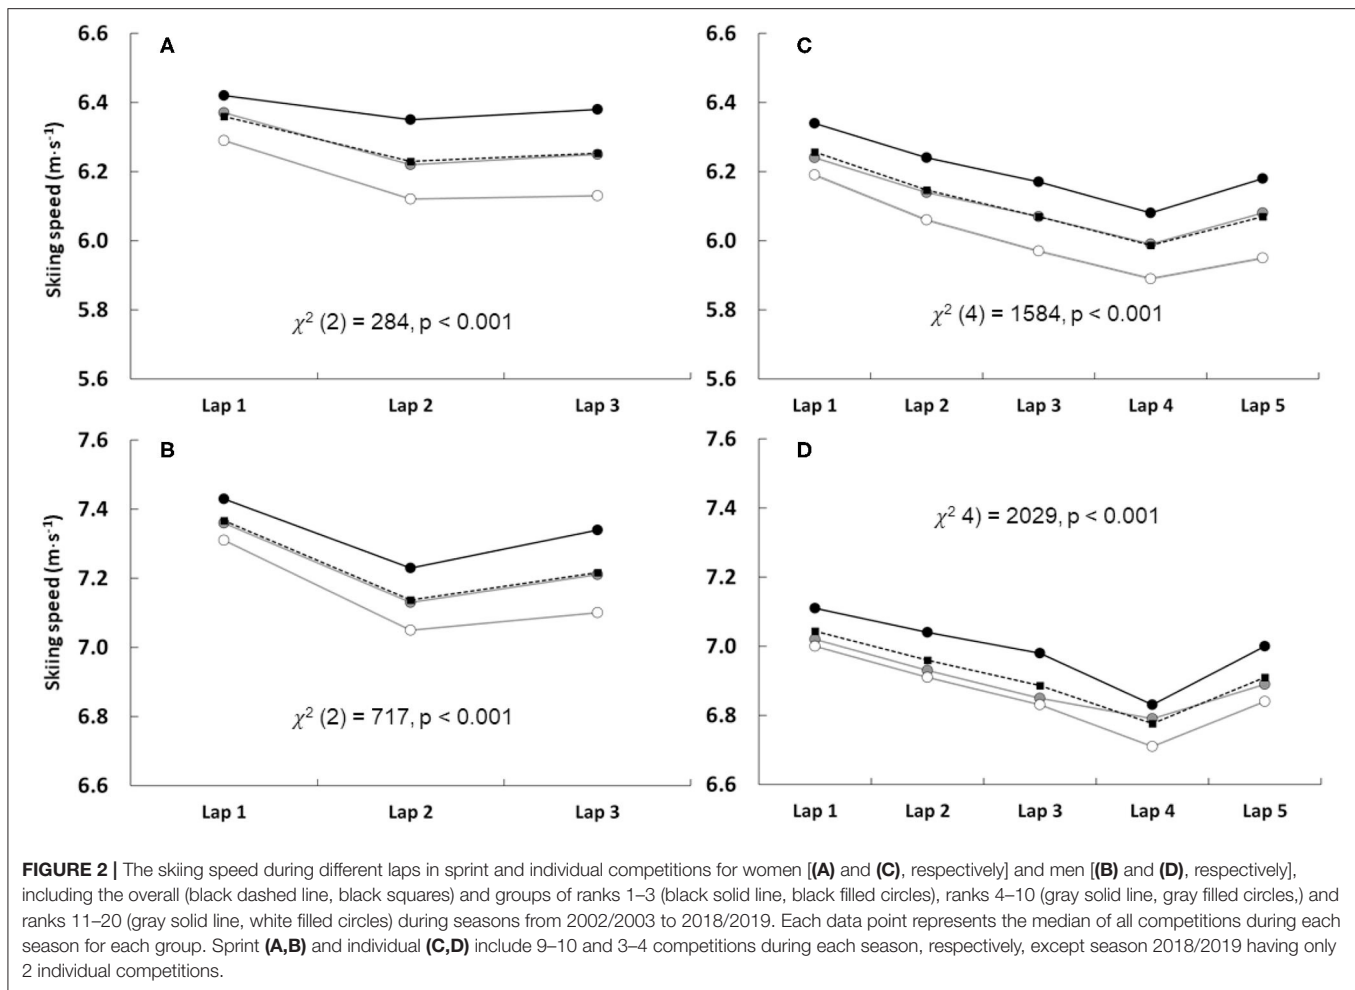 A
Skiing speed (m·s⁻¹)
6.6
6.4
6.2
6.0
5.8
5.6
χ² (2) = 284, p < 0.001
Lap 1 Lap 2 Lap 3
C
6.6
6.4
6.2
6.0
5.8
5.6
χ² (4) = 1584, p < 0.001
Lap 1 Lap 2 Lap 3 Lap 4 Lap 5
B
Skiing speed (m·s⁻¹)
7.6
7.4
7.2
7.0
6.8
6.6
χ² (2) = 717, p < 0.001
Lap 1 Lap 2 Lap 3
D
7.6
7.4
7.2
7.0
6.8
6.6
χ² 4) = 2029, p < 0.001
Lap 1 Lap 2 Lap 3 Lap 4 Lap 5
FIGURE 2 | The skiing speed during different laps in sprint and individual competitions for women [(A) and (C), respectively] and men [(B) and (D), respectively],
including the overall (black dashed line, black squares) and groups of ranks 1–3 (black solid line, black filled circles), ranks 4–10 (gray solid line, gray filled circles,) and
ranks 11–20 (gray solid line, white filled circles) during seasons from 2002/2003 to 2018/2019. Each data point represents the median of all competitions during each
season for each group. Sprint (A,B) and individual (C,D) include 9–10 and 3–4 competitions during each season, respectively, except season 2018/2019 having only
2 individual competitions.